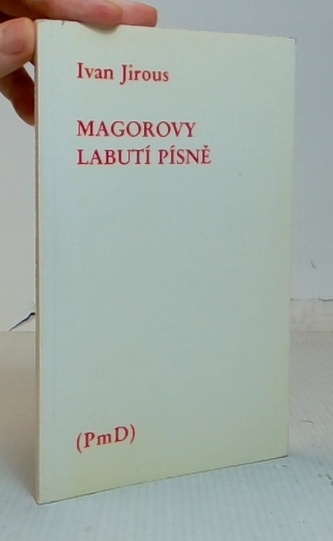 Ivan Jirous
MAGOROVY
LABUTÍ PÍSNĚ
(PmD)